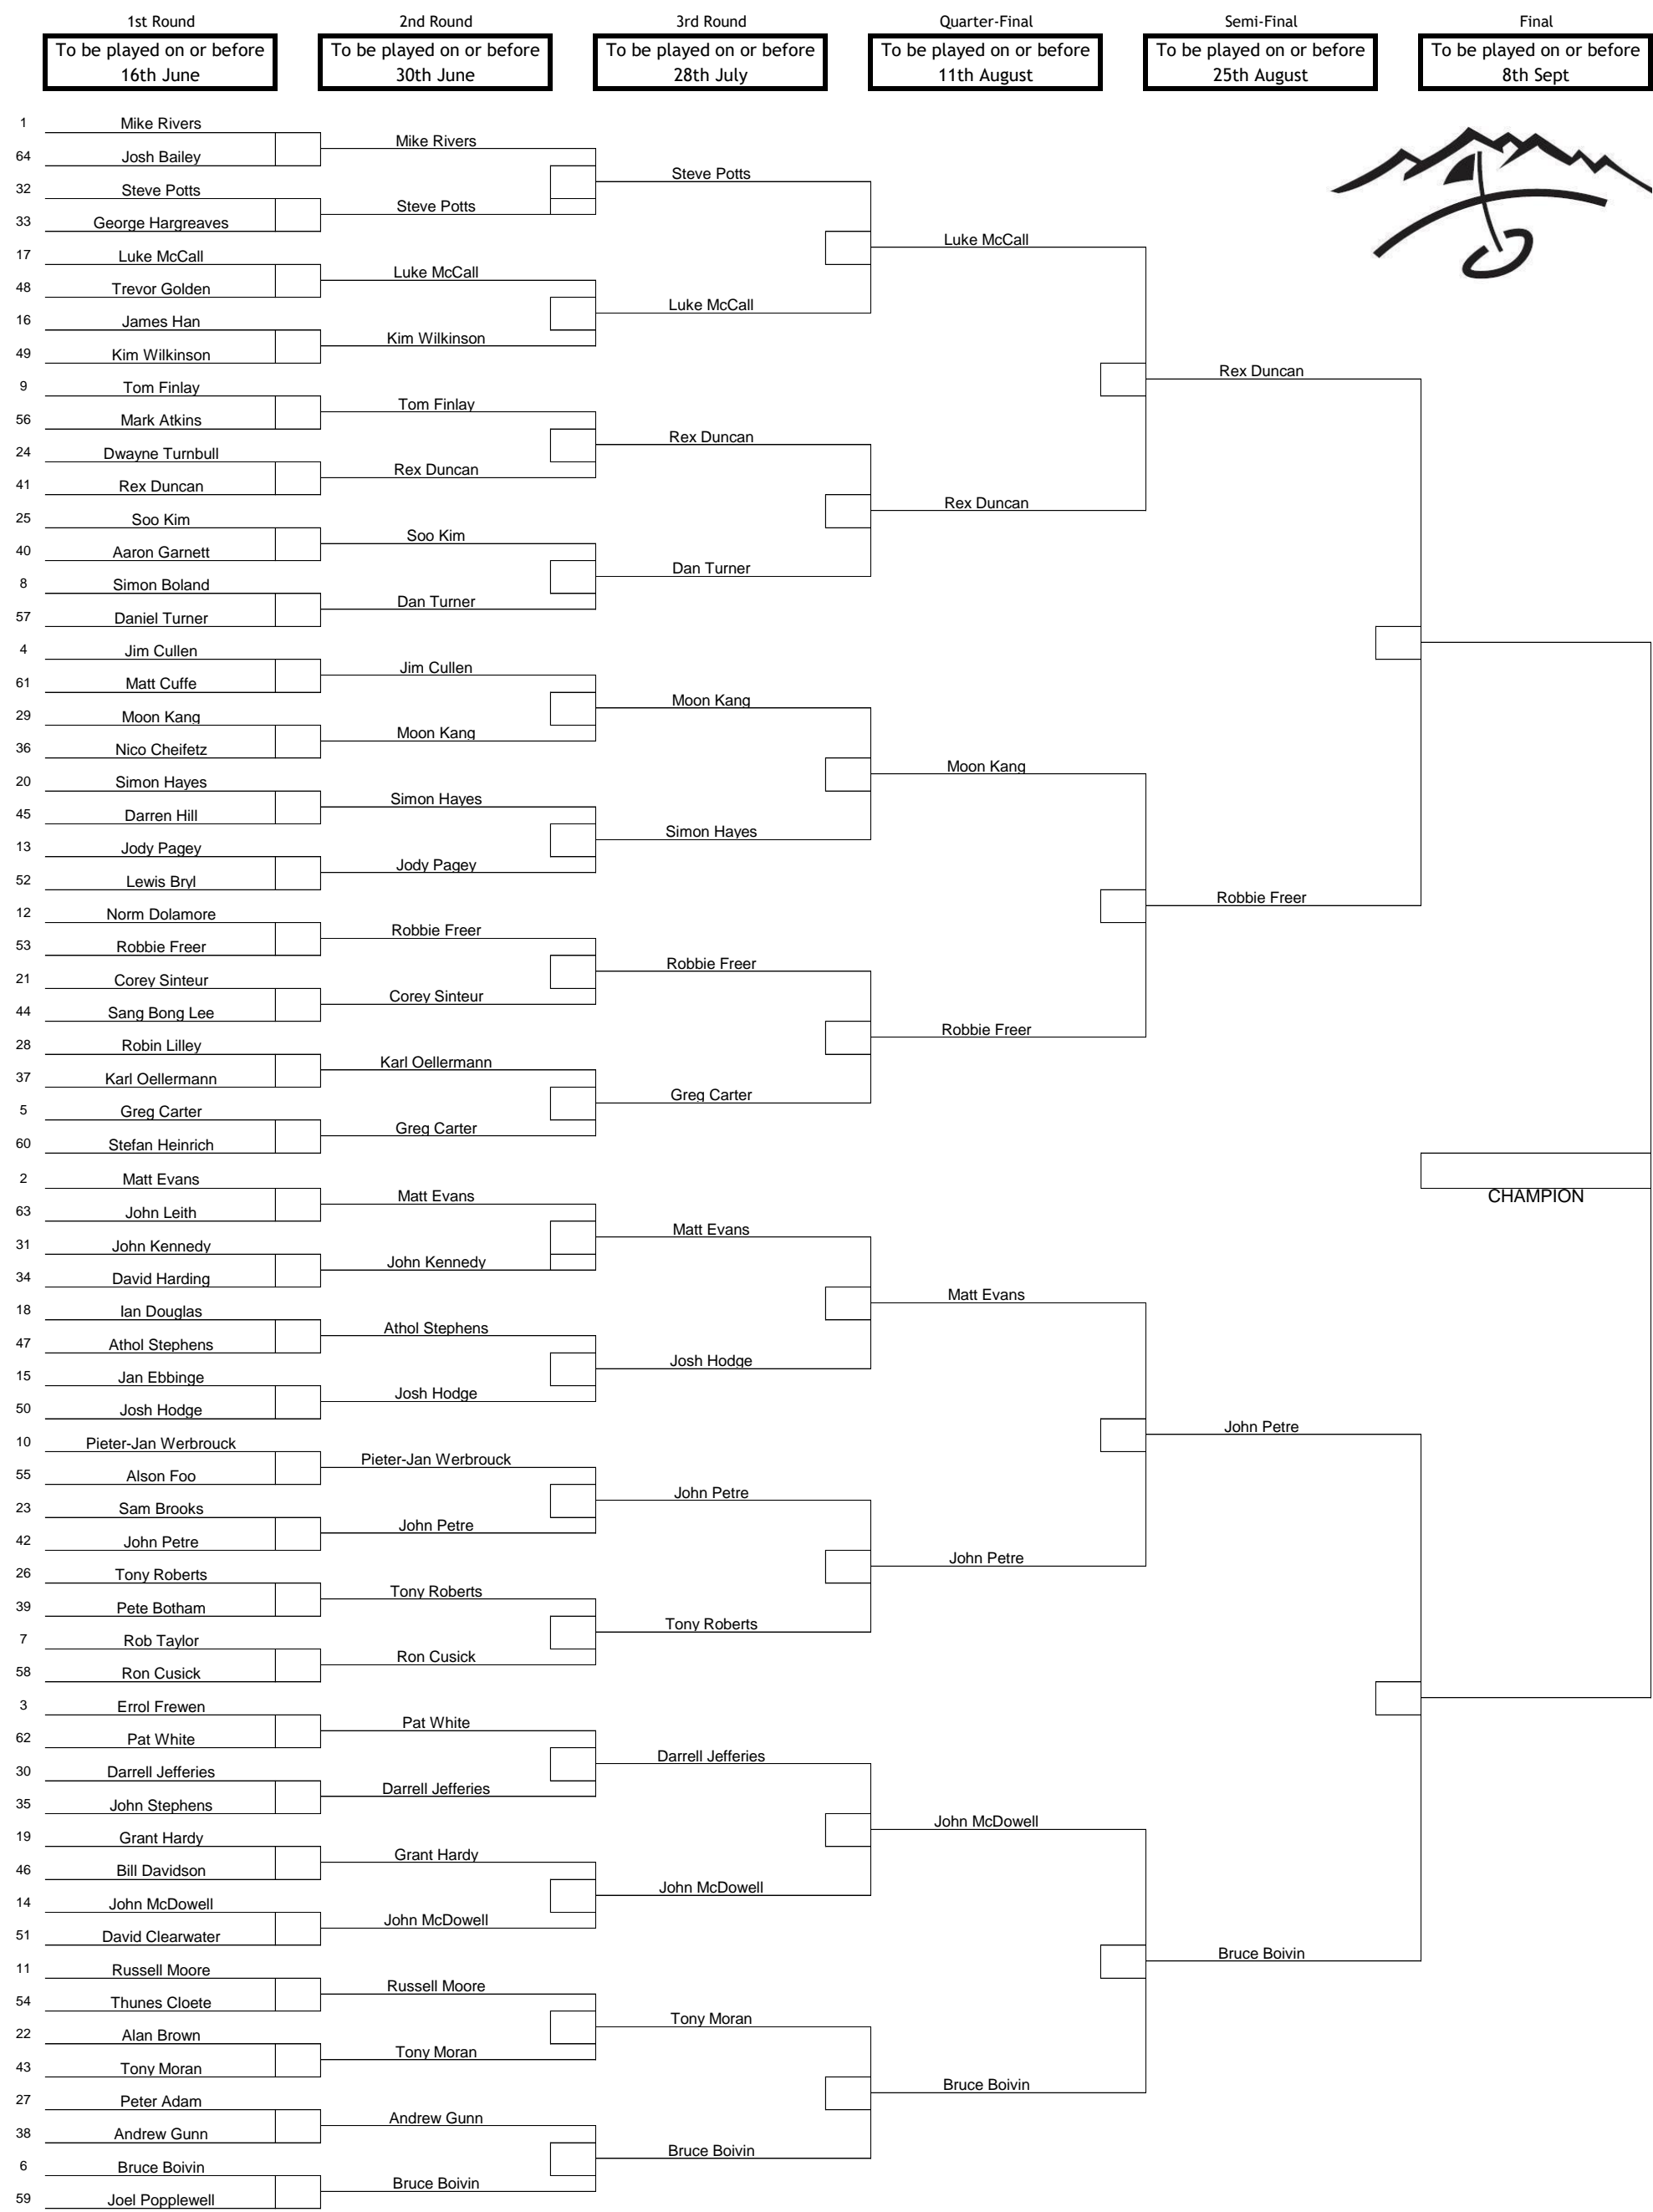 1st Round
2nd Round
3rd Round
Quarter-Final
Semi-Final
Final
To be played on or before
16th June
To be played on or before
30th June
To be played on or before
28th July
To be played on or before
11th August
To be played on or before
25th August
To be played on or before
8th Sept
1 Mike Rivers
64 Josh Bailey
32 Steve Potts
33 George Hargreaves
17 Luke McCall
48 Trevor Golden
16 James Han
49 Kim Wilkinson
9 Tom Finlay
56 Mark Atkins
24 Dwayne Turnbull
41 Rex Duncan
25 Soo Kim
40 Aaron Garnett
8 Simon Boland
57 Daniel Turner
4 Jim Cullen
61 Matt Cuffe
29 Moon Kang
36 Nico Cheifetz
20 Simon Hayes
45 Darren Hill
13 Jody Pagey
52 Lewis Bryl
12 Norm Dolamore
53 Robbie Freer
21 Corey Sinteur
44 Sang Bong Lee
28 Robin Lilley
37 Karl Oellermann
5 Greg Carter
60 Stefan Heinrich
2 Matt Evans
63 John Leith
31 John Kennedy
34 David Harding
18 Ian Douglas
47 Athol Stephens
15 Jan Ebbinge
50 Josh Hodge
10 Pieter-Jan Werbrouck
55 Alson Foo
23 Sam Brooks
42 John Petre
26 Tony Roberts
39 Pete Botham
7 Rob Taylor
58 Ron Cusick
3 Errol Frewen
62 Pat White
30 Darrell Jefferies
35 John Stephens
19 Grant Hardy
46 Bill Davidson
14 John McDowell
51 David Clearwater
11 Russell Moore
54 Thunes Cloete
22 Alan Brown
43 Tony Moran
27 Peter Adam
38 Andrew Gunn
6 Bruce Boivin
59 Joel Popplewell
Mike Rivers
Steve Potts
Luke McCall
Kim Wilkinson
Tom Finlay
Rex Duncan
Soo Kim
Dan Turner
Jim Cullen
Moon Kang
Simon Hayes
Jody Pagey
Robbie Freer
Corey Sinteur
Karl Oellermann
Greg Carter
Matt Evans
John Kennedy
Athol Stephens
Josh Hodge
Pieter-Jan Werbrouck
John Petre
Tony Roberts
Ron Cusick
Pat White
Darrell Jefferies
Grant Hardy
John McDowell
Russell Moore
Tony Moran
Andrew Gunn
Bruce Boivin
Steve Potts
Luke McCall
Rex Duncan
Dan Turner
Moon Kang
Simon Hayes
Robbie Freer
Greg Carter
Matt Evans
Josh Hodge
John Petre
Tony Roberts
Darrell Jefferies
John McDowell
Tony Moran
Bruce Boivin
Luke McCall
Rex Duncan
Moon Kang
Robbie Freer
Matt Evans
John Petre
John McDowell
Bruce Boivin
Rex Duncan
Robbie Freer
John Petre
Bruce Boivin
CHAMPION